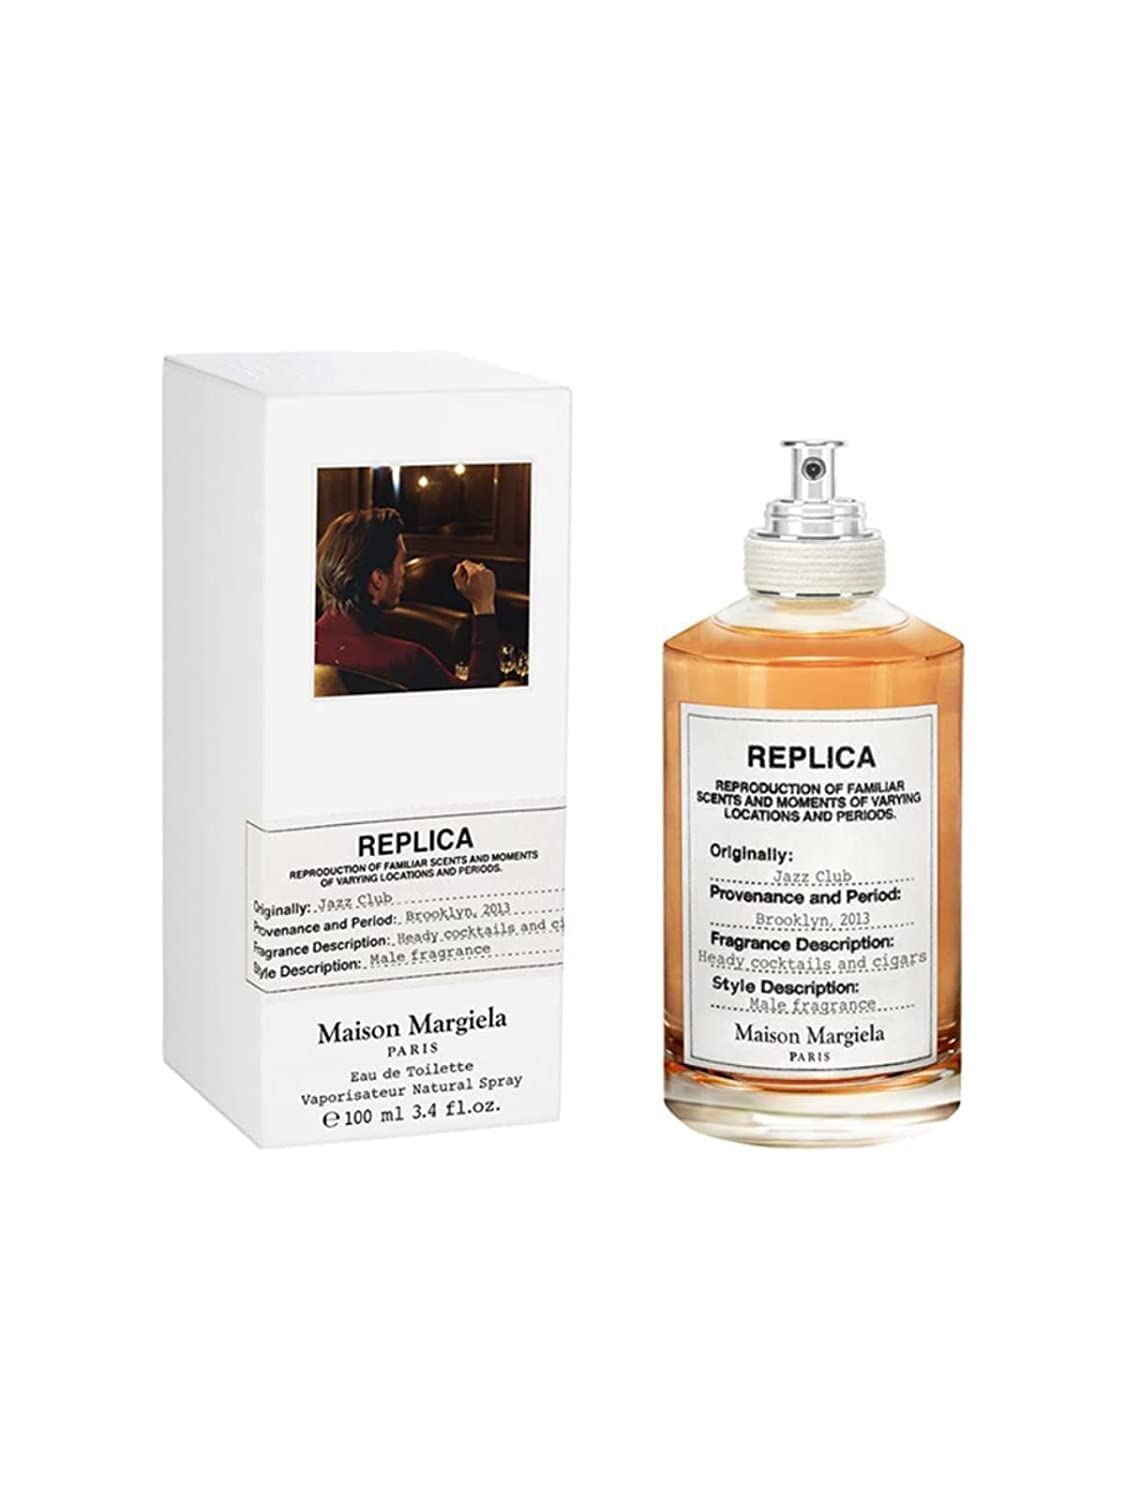 REPLICA
REPRODUCTION OF FAMILIAR SCENTS AND MOMENTS
OF VARYING LOCATIONS AND PERIODS.
Originally: Jazz Club
Provenance and Period: Brooklyn, 2013
Fragrance Description: Heady cocktails and ci
Style Description: Male fragrance
Maison Margiela
PARIS
Eau de Toilette
Vaporisateur Natural Spray
e 100 ml 3.4 fl.oz.
REPLICA
REPRODUCTION OF FAMILIAR
SCENTS AND MOMENTS OF VARYING
LOCATIONS AND PERIODS.
Originally:
Jazz Club
Provenance and Period:
Brooklyn, 2013
Fragrance Description:
Heady cocktails and cigars
Style Description:
Male fragrance
Maison Margiela
PARIS